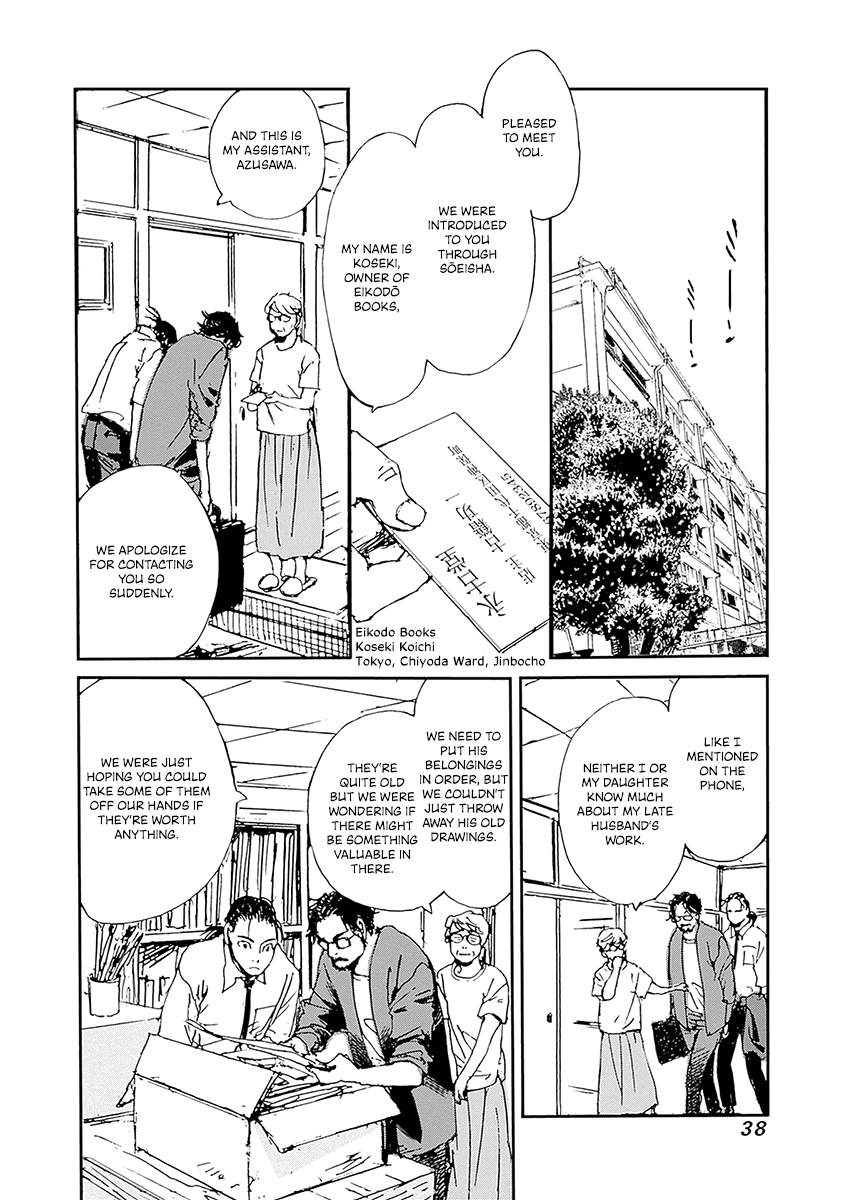 PLEASED
TO MEET
YOU.
WE WERE
INTRODUCED
TO YOU
THROUGH
SŌEISHA.
MY NAME IS
KOSEKI,
OWNER OF
EIKODŌ
BOOKS,
Eikodo Books
Koseki Koichi
Tokyo, Chiyoda Ward, Jinbocho
AND THIS IS
MY ASSISTANT,
AZUSAWA.
WE APOLOGIZE
FOR CONTACTING
YOU SO
SUDDENLY.
LIKE I
MENTIONED
ON THE
PHONE,
NEITHER I OR
MY DAUGHTER
KNOW MUCH
ABOUT MY LATE
HUSBAND'S
WORK.
WE NEED TO
PUT HIS
BELONGINGS
IN ORDER, BUT
WE COULDN'T
JUST THROW
AWAY HIS OLD
DRAWINGS.
THEY'RE
QUITE OLD
BUT WE WERE
WONDERING IF
THERE MIGHT
BE SOMETHING
VALUABLE IN
THERE.
WE WERE JUST
HOPING YOU COULD
TAKE SOME OF THEM
OFF OUR HANDS IF
THEY'RE WORTH
ANYTHING.
38